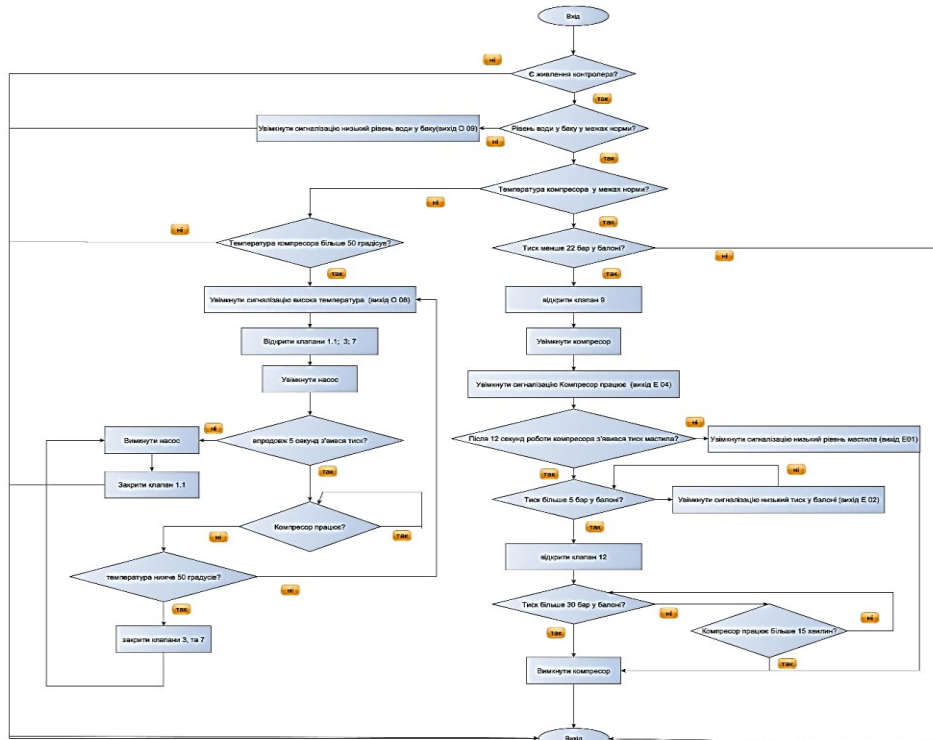 Вхід
ні
Є живлення контролера?
так
Увімкнути сигналізацію низький рівень води у баку(вихід О 09)
Рівень води у баку у межах норми?
ні
так
Температура компресора у межах норми?
ні
так
ні
Температура компресора більше 50 градісув?
Тиск менше 22 бар у балоні?
ні
так
так
Увімкнути сигналізацію висока температура (вихід О 08)
відкрити клапан 9
Відкрити клапани 1.1; 3; 7
Увімкнути компресор
Увімкнути насос
Увімкнути сигналізацію Компресор працює (вихід Е 04)
ні
ні
Вимкнути насос
впродовж 5 секунд з'вився тиск?
Після 12 секунд роботи компресора з'явився тиск мастила?
Увімкнути сигналізацію низький рівень мастила (вихід Е01)
так
так
ні
Закрити клапан 1.1
Тиск більше 5 бар у балоні?
Увімкнути сигналізацію низький тиск у балоні (вихід Е 02)
Компресор працює?
так
ні
так
відкрити клапан 12
температура нижче 50 градусів?
ні
так
Тиск більше 30 бар у балоні?
ні
ні
закрити клапани 3, та 7
так
Компресор працює більше 15 хвилин?
так
Вимкнути компресор
Вихід